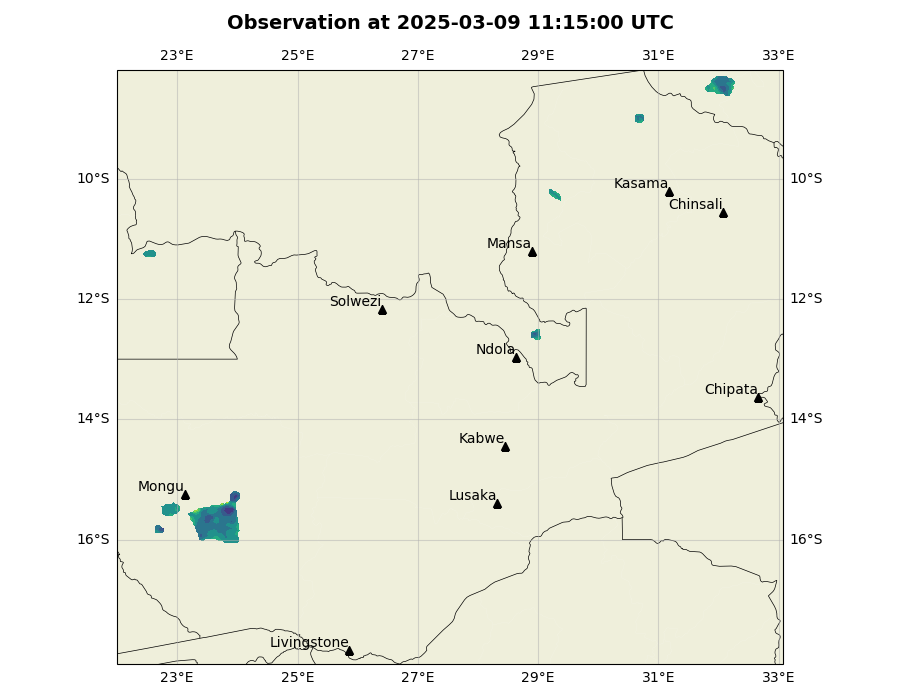 Observation at 2025-03-09 11:15:00 UTC
23°E 25°E 27°E 29°E 31°E 33°E
10°S 10°S
Kasama
Chinsali
Mansa
12°S 12°S
Solwezi
Ndola
Chipata
14°S 14°S
Kabwe
Mongu
Lusaka
16°S 16°S
Livingstone
23°E 25°E 27°E 29°E 31°E 33°E